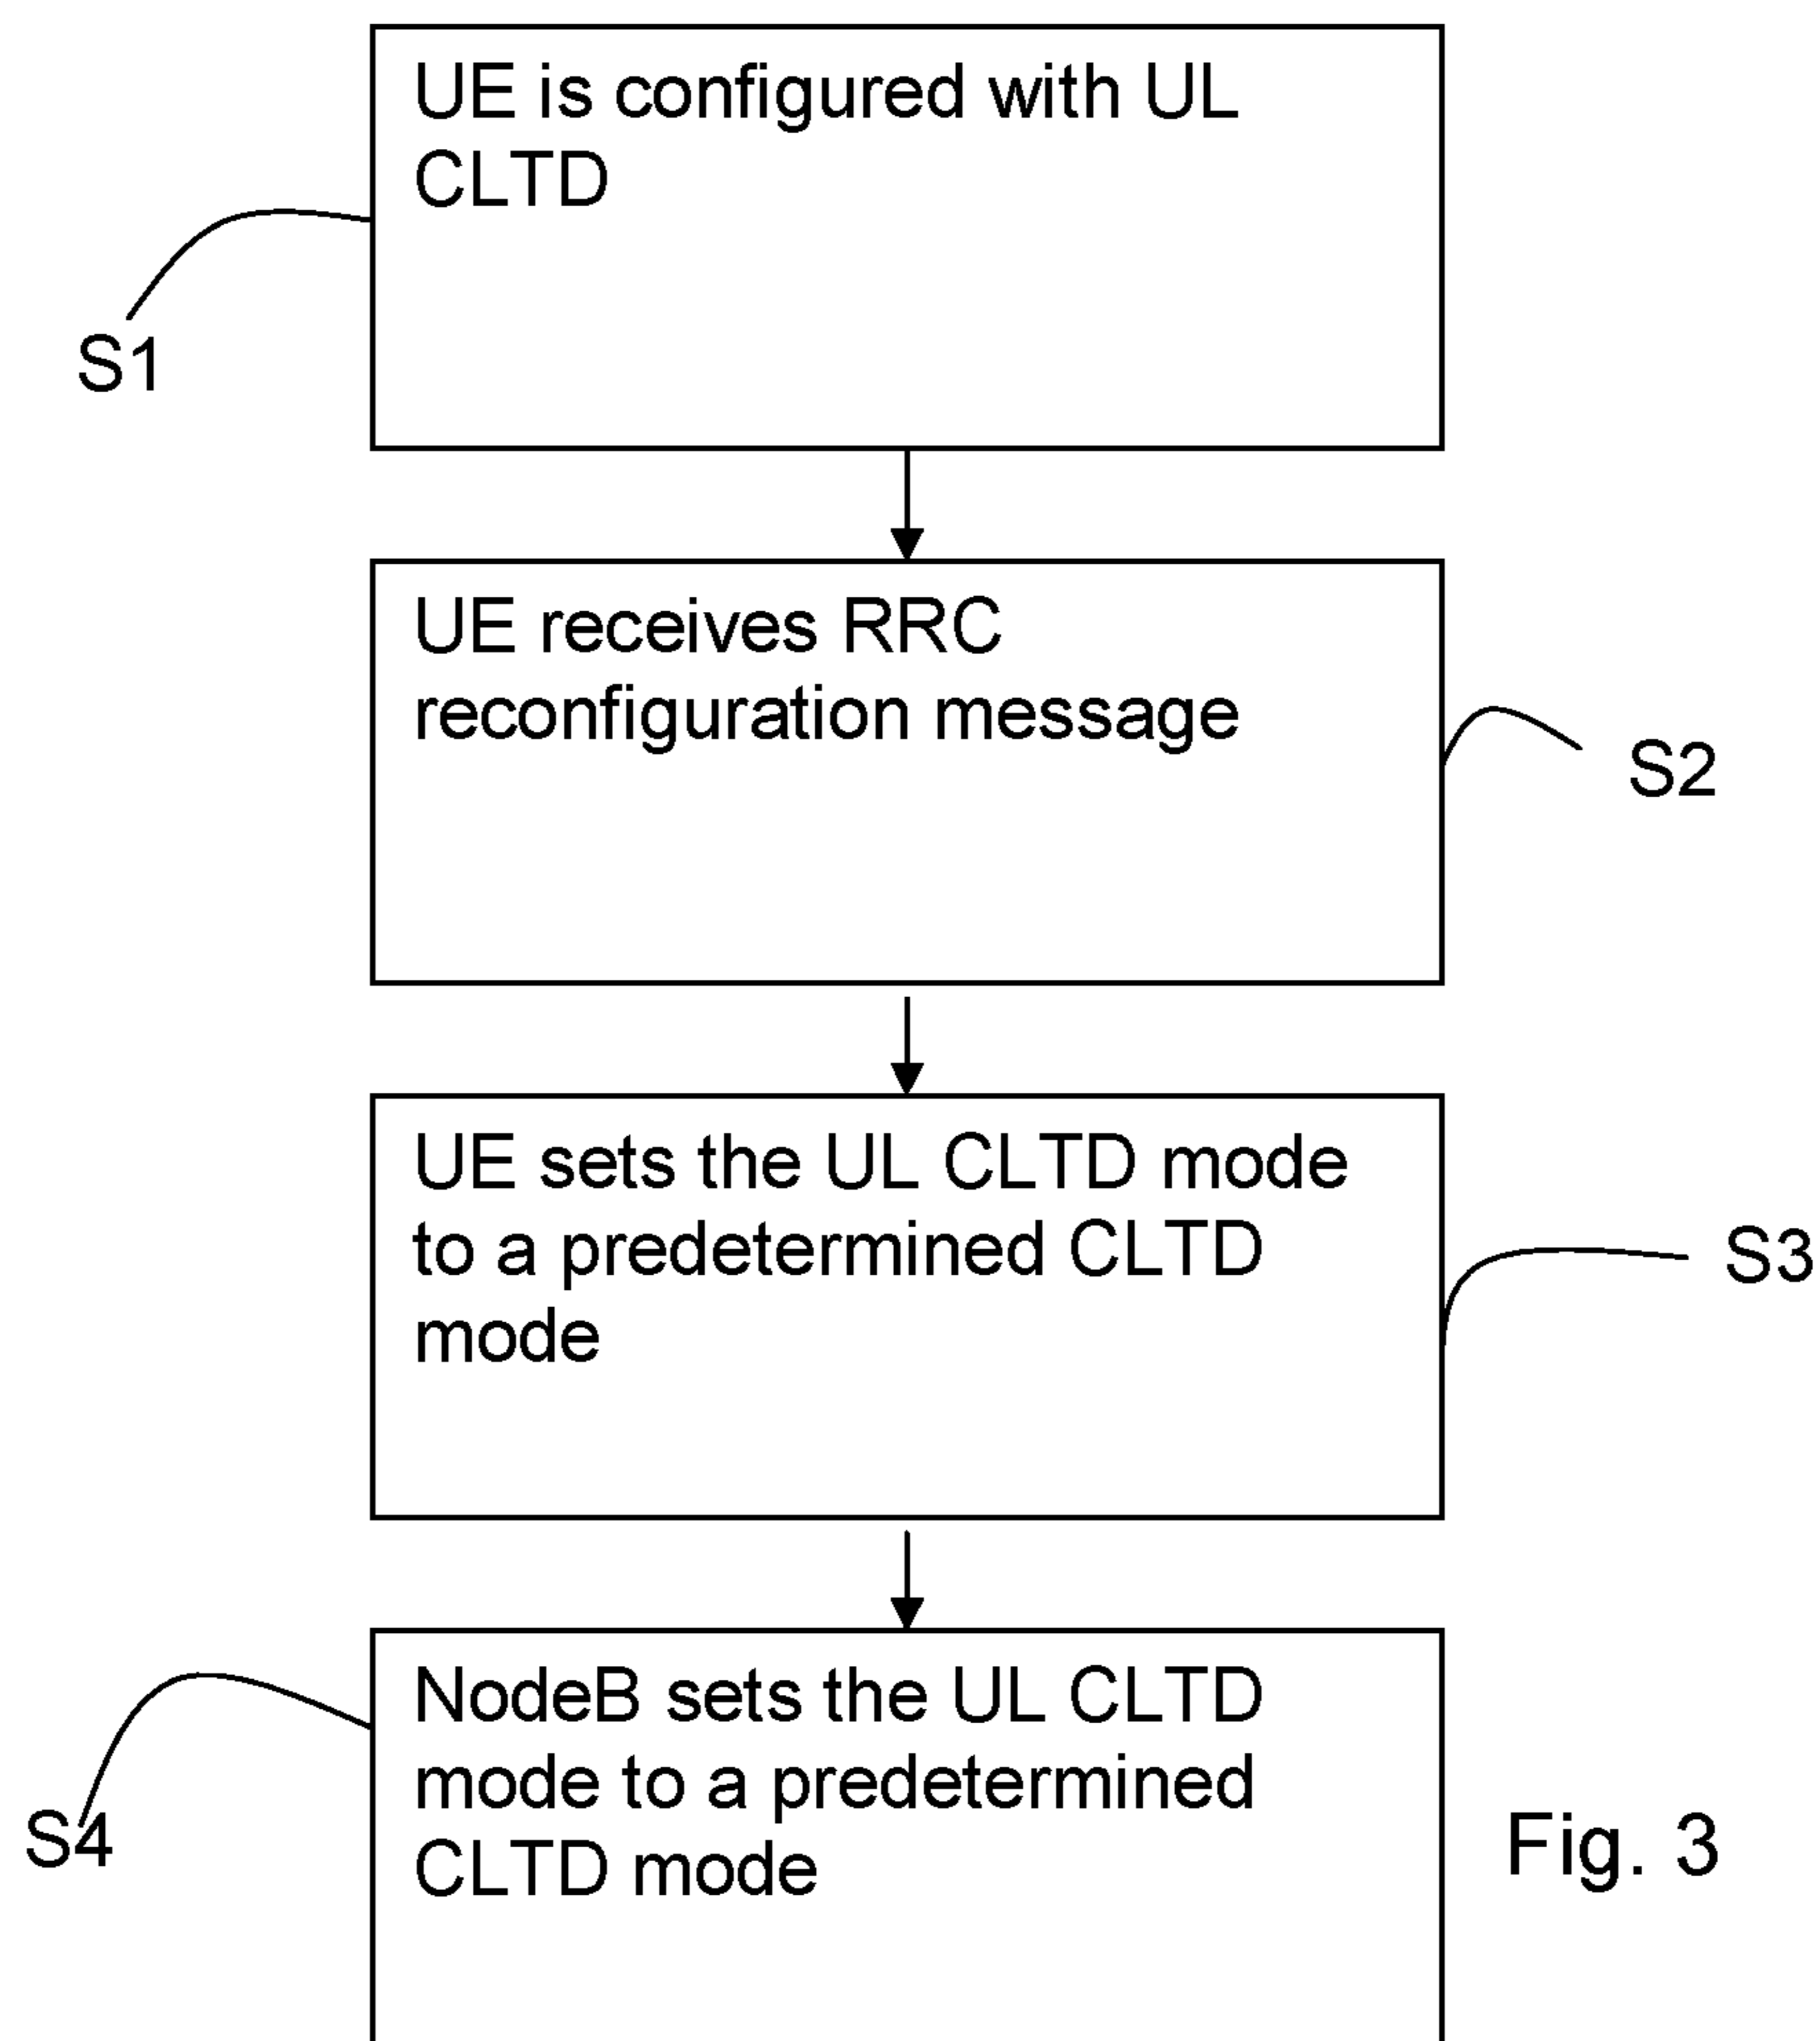 UE is configured with UL
CLTD
S1
UE receives RRC
reconfiguration message
S2
UE sets the UL CLTD mode
to a predetermined CLTD
mode
S3
NodeB sets the UL CLTD
mode to a predetermined
CLTD mode
S4
Fig. 3